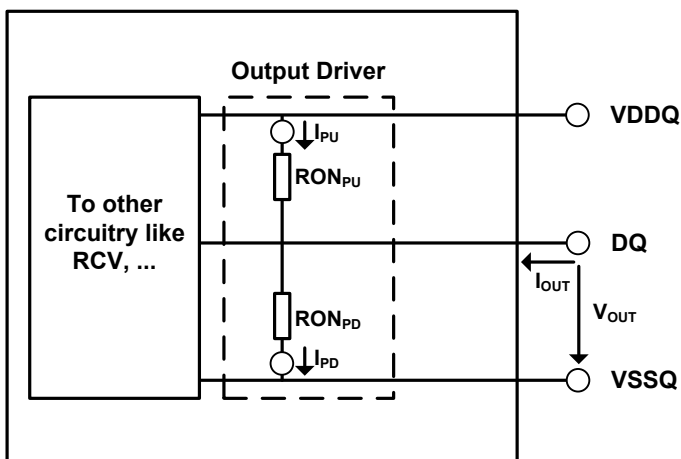 Output Driver
VDDQ
IPU
RONPU
To other
circuitry like
RCV, ...
DQ
IOUT
VOUT
RONPD
IPD
VSSQ